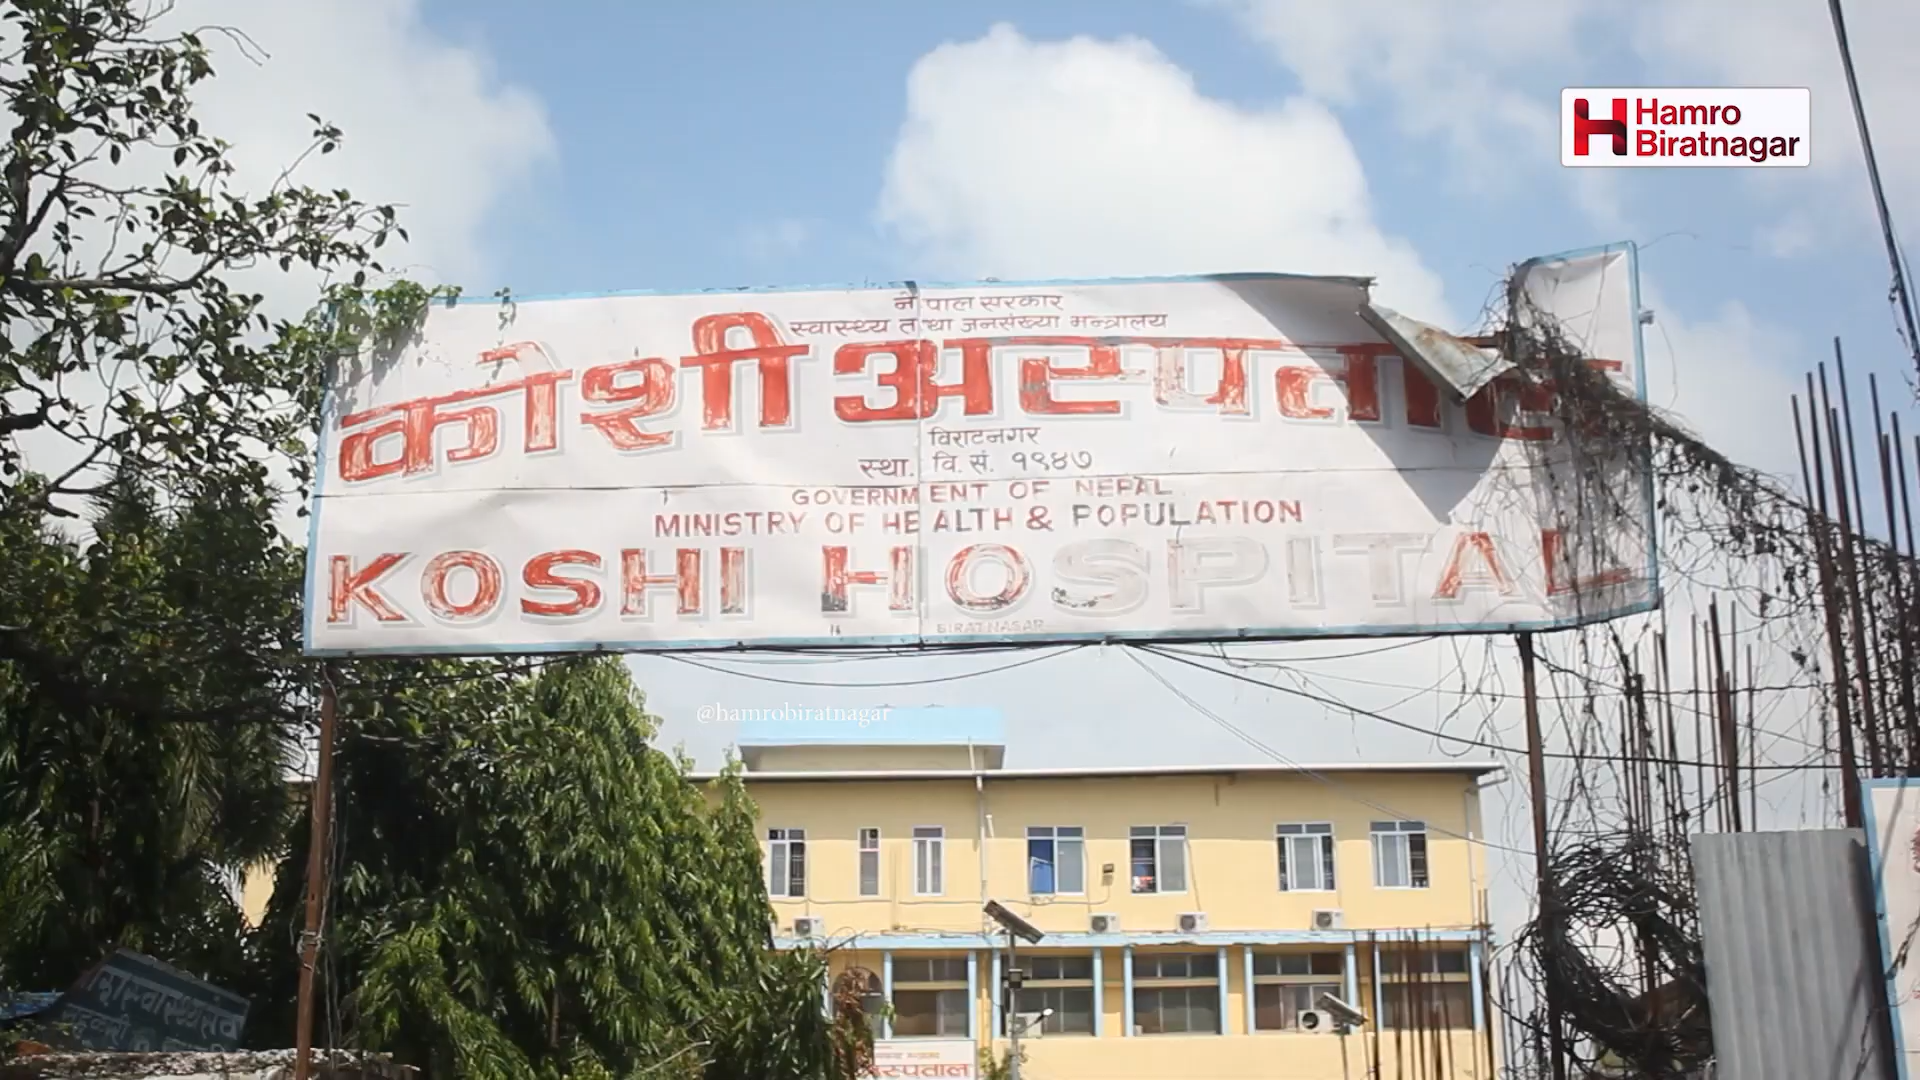 Hamro
Biratnagar
नेपाल सरकार
स्वास्थ्य तथा जनसंख्या मन्त्रालय
कोशी अस्पताल
विराटनगर
स्था. वि. सं. १९४७
GOVERNMENT OF NEPAL
MINISTRY OF HEALTH & POPULATION
KOSHI HOSPITAL
BIRATNAGAR
@hamrobiratnagar